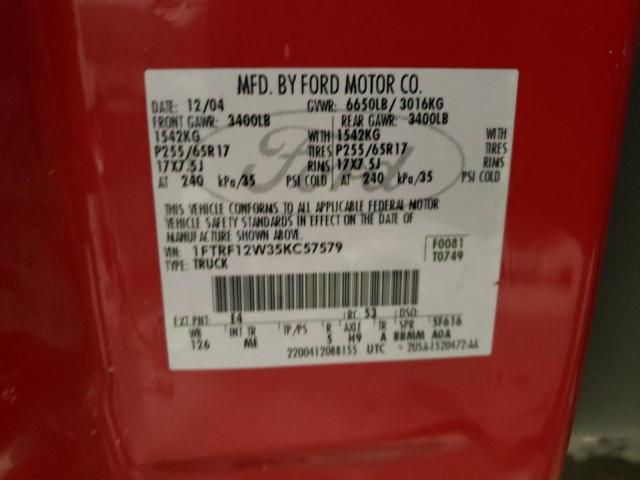 MFD. BY FORD MOTOR CO.
DATE: 12/04 GVWR: 6650LB/ 3016KG
FRONT GAWR: 3400LB REAR GAWR: 3400LB
1542KG WITH 1542KG WITH
P255/65R17 TIRES P255/65R17 TIRES
17X7.5J RIMS 17X7.5J RIMS
AT 240 kPa/35 PSI COLD AT 240 kPa/35 PSI COLD
Ford
THIS VEHICLE CONFORMS TO ALL APPLICABLE FEDERAL MOTOR
VEHICLE SAFETY STANDARDS IN EFFECT ON THE DATE OF
MANUFACTURE SHOWN ABOVE.
VIN: 1FTRF12W35KC57579 F0081
TYPE: TRUCK T0749
EXT PNT: E4 RC: 53 DSO:
WB INT TR TP/PS R AXLE TR SPR 5F616
126 ME 5 H9 A BBMM AOA
2200412088155 UTC 2U5A-1520472-AA